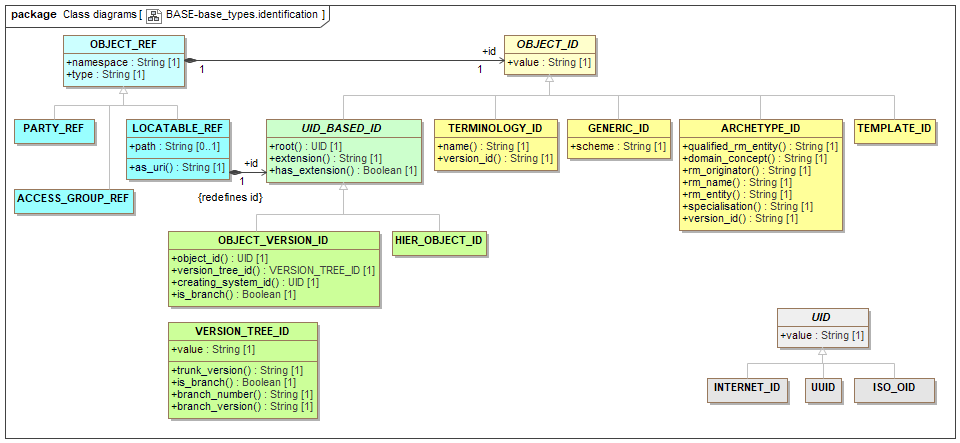 package Class diagrams [ BASE-base_types.identification ]
OBJECT_REF
+namespace : String [1]
+type : String [1]
1
+id
1
OBJECT_ID
+value : String [1]
PARTY_REF
LOCATABLE_REF
+path : String [0..1]
+as_uri() : String [1]
ACCESS_GROUP_REF
+id
1
{redefines id}
UID_BASED_ID
+root() : UID [1]
+extension() : String [1]
+has_extension() : Boolean [1]
TERMINOLOGY_ID
+name() : String [1]
+version_id() : String [1]
GENERIC_ID
+scheme : String [1]
ARCHETYPE_ID
+qualified_rm_entity() : String [1]
+domain_concept() : String [1]
+rm_originator() : String [1]
+rm_name() : String [1]
+rm_entity() : String [1]
+specialisation() : String [1]
+version_id() : String [1]
TEMPLATE_ID
OBJECT_VERSION_ID
+object_id() : UID [1]
+version_tree_id() : VERSION_TREE_ID [1]
+creating_system_id() : UID [1]
+is_branch() : Boolean [1]
HIER_OBJECT_ID
VERSION_TREE_ID
+value : String [1]
+trunk_version() : String [1]
+is_branch() : Boolean [1]
+branch_number() : String [1]
+branch_version() : String [1]
UID
+value : String [1]
INTERNET_ID
UUID
ISO_OID